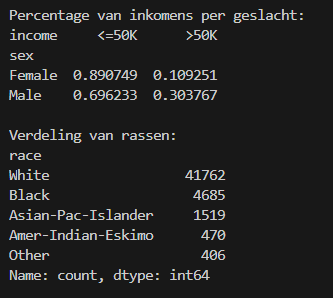 Percentage van inkomens per geslacht:
income     <=50K      >50K
sex
Female  0.890749  0.109251
Male    0.696233  0.303767

Verdeling van rassen:
race
White                 41762
Black                  4685
Asian-Pac-Islander     1519
Amer-Indian-Eskimo      470
Other                   406
Name: count, dtype: int64